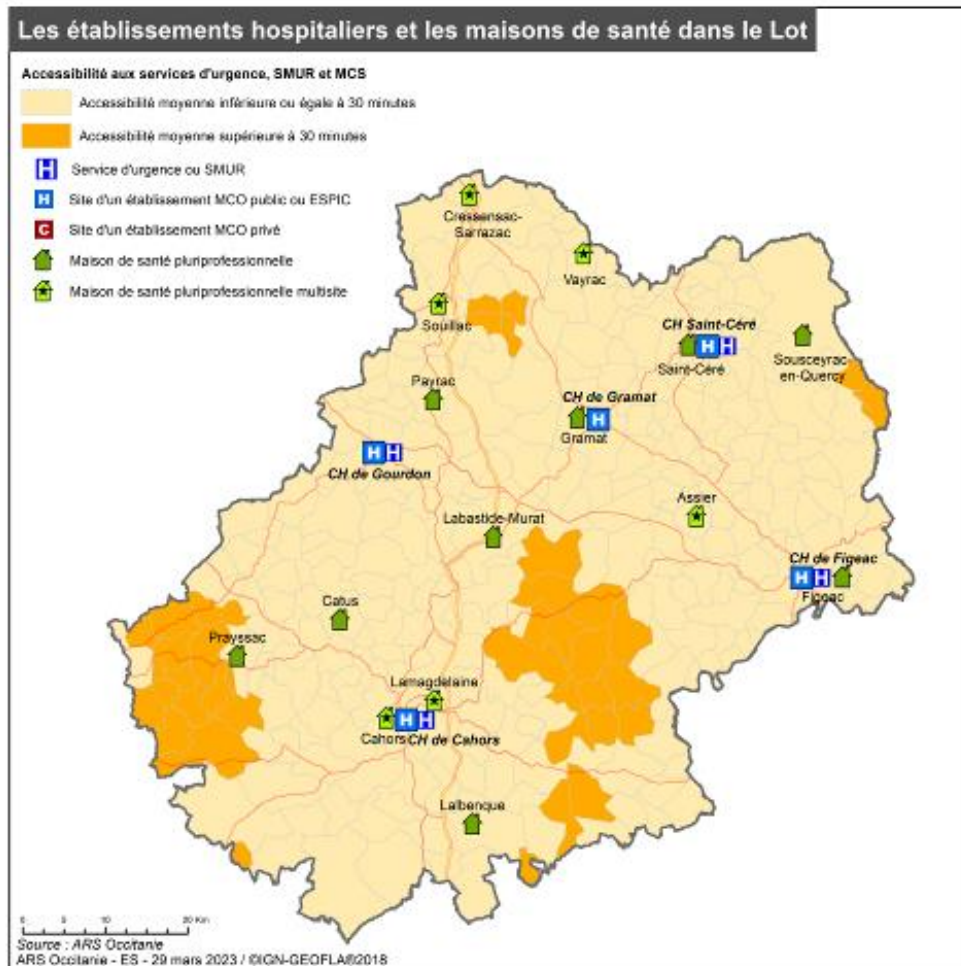 Les établissements hospitaliers et les maisons de santé dans le Lot
Accessibilité aux services d'urgence, SMUR et MCS
Accessibilité moyenne inférieure ou égale à 30 minutes
Accessibilité moyenne supérieure à 30 minutes
H Service d'urgence ou SMUR
H Site d'un établissement MCO public ou ESPIC
C Site d'un établissement MCO privé
Maison de santé pluriprofessionnelle
Maison de santé pluriprofessionnelle multisite
Cressensac-
Sarrazac
Vayrac
Souillac
CH Saint-Céré
H H
Saint-Céré
Sousceyrac
en-Quercy
Payrac
CH de Gramat
H
Gramat
H H
CH de Gourdon
Assier
Labastide-Murat
CH de Figeac
H H
Figeac
Catus
Prayssac
Lamagdelaine
H H
Cahors CH de Cahors
Lalbenque
0 5 10 20 Km
Source : ARS Occitanie
ARS Occitanie - ES - 29 mars 2023 / ©IGN-GEOFLA®2018